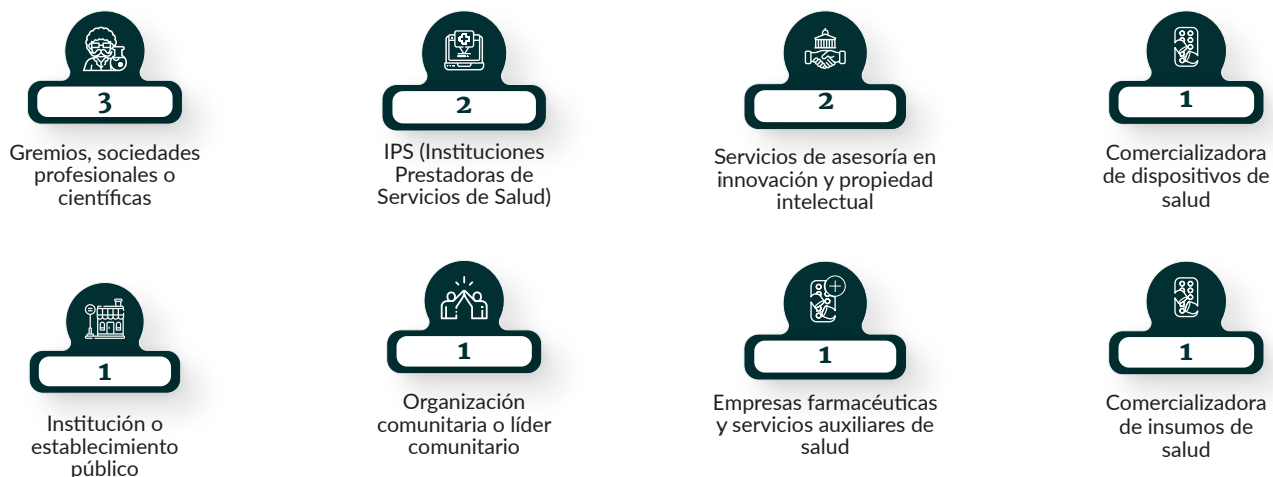 3
Gremios, sociedades
profesionales o
científicas
2
IPS (Instituciones
Prestadoras de
Servicios de Salud)
2
Servicios de asesoría en
innovación y propiedad
intelectual
1
Comercializadora
de dispositivos de
salud
1
Institución o
establecimiento
público
1
Organización
comunitaria o líder
comunitario
1
Empresas farmacéuticas
y servicios auxiliares de
salud
1
Comercializadora
de insumos de
salud